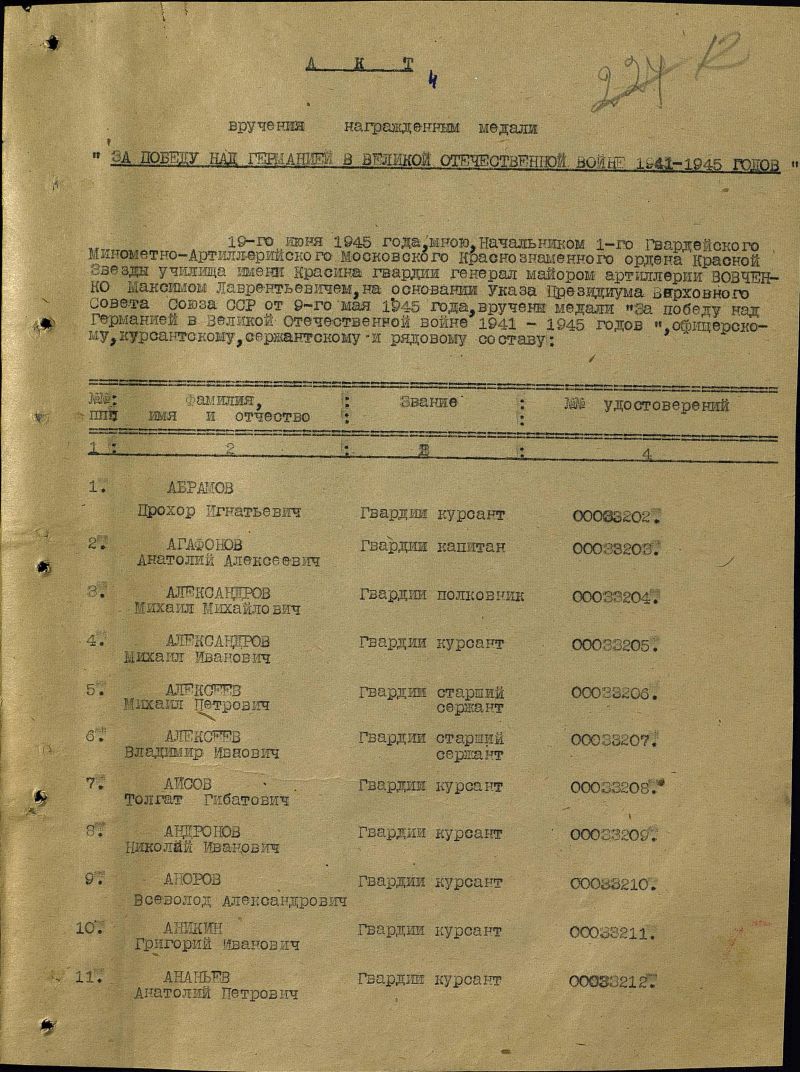 А К Т
4
224 12
вручения награжденным медали
" ЗА ПОБЕДУ НАД ГЕРМАНИЕЙ В ВЕЛИКОЙ ОТЕЧЕСТВЕННОЙ ВОЙНЕ 1941-1945 ГОДОВ "
19-го июня 1945 года,мною,Начальником 1-го Гвардейского
Минометно-Артиллерийского Московского Краснознаменного ордена Красной
Звезды училища имени Красина гвардии генерал майором артиллерии ВОВЧЕН-
КО Максимом Лаврентьевичем,на основании Указа Президиума Верховного
Совета Союза ССР от 9-го мая 1945 года,вручены медали "За победу над
Германией в Великой Отечественной войне 1941 - 1945 годов ",офицерско-
му,курсантскому,сержантскому и рядовому составу:
№№: Фамилия, : Звание : №№ удостоверений
ппп имя и отчество : :
1 : 2 : 3 : 4
1. АБРАМОВ
Прохор Игнатьевич Гвардии курсант 00033202.
2. АГАФОНОВ Гвардии капитан 00033203.
Анатолий Алексеевич
3. АЛЕКСАНДРОВ Гвардии полковник 00033204.
Михаил Михайлович
4. АЛЕКСАНДРОВ Гвардии курсант 00033205.
Михаил Иванович
5. АЛЕКСЕЕВ Гвардии старший 00033206.
Михаил Петрович сержант
6. АЛЕКСЕЕВ Гвардии старший 00033207.
Владимир Ивнович сержант
7. АИСОВ Гвардии курсант 00033208.
Толгат Гибатович
8. АНДРОНОВ Гвардии курсант 00033209.
Николай Иванович
9. АНОРОВ Гвардии курсант 00033210.
Всеволод Александрович
10. АНИКИН Гвардии курсант 00033211.
Григорий Иванович
11. АНАНЬЕВ Гвардии курсант 00033212.
Анатолий Петрович